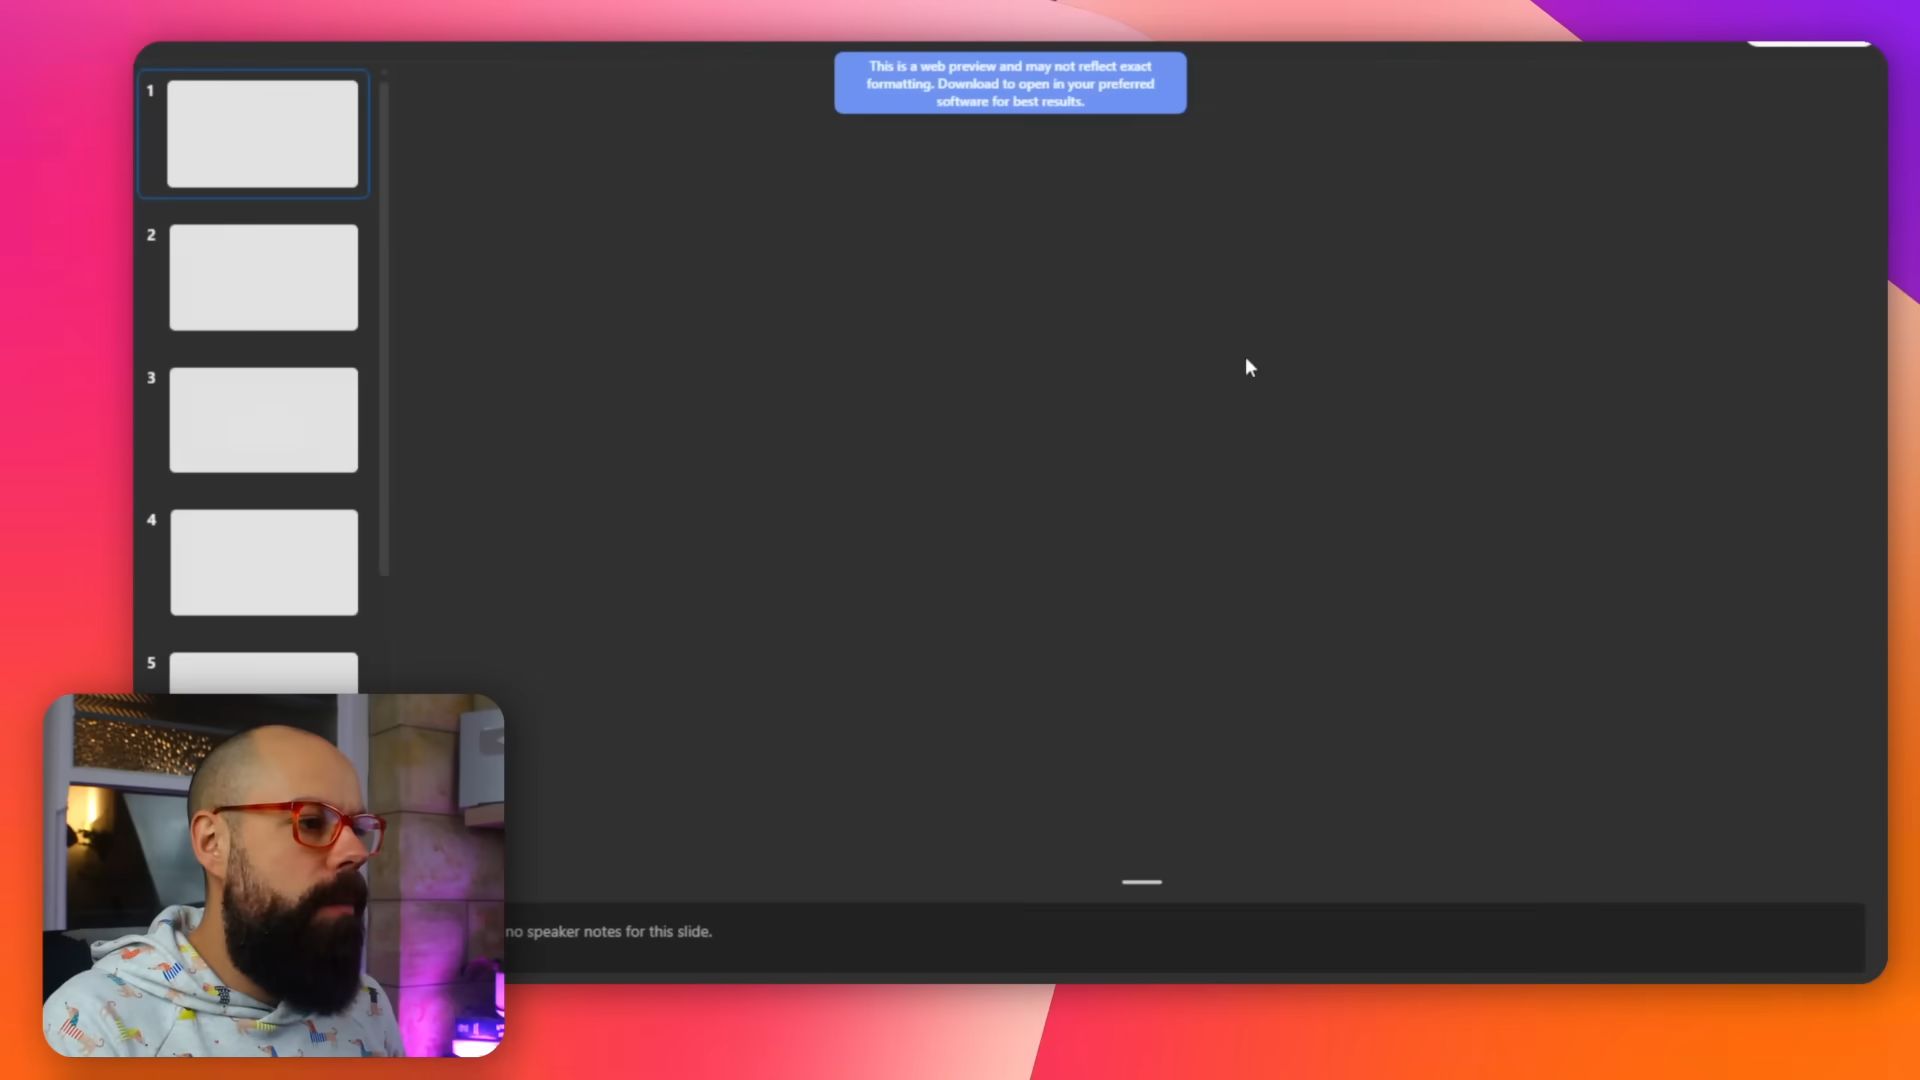 This is a web preview and may not reflect exact
formatting. Download to open in your preferred
software for best results.
1
2
3
4
5
no speaker notes for this slide.